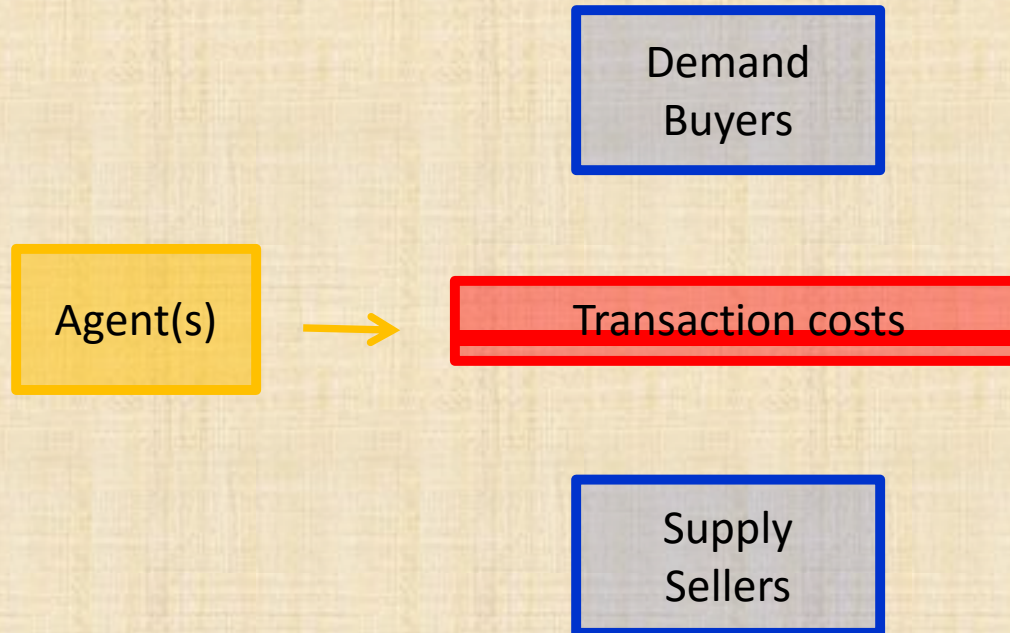 Demand
Buyers
Agent(s)
Transaction costs
Supply
Sellers